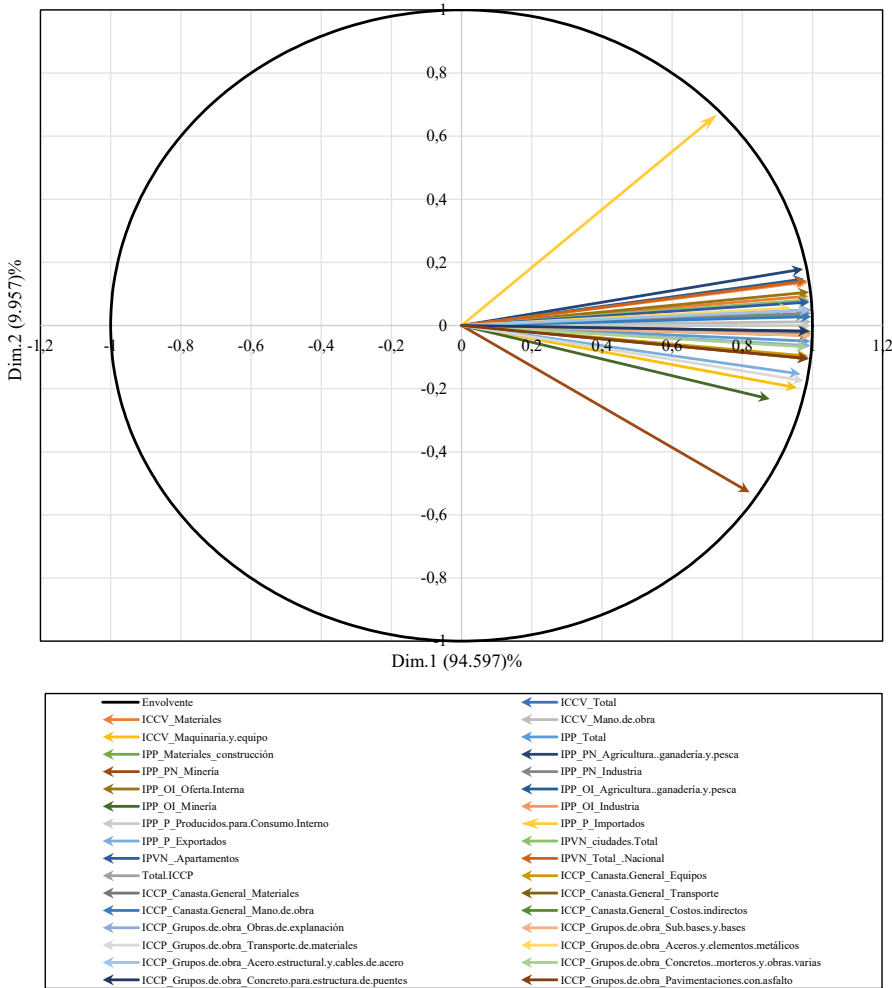 1
0,8
0,6
0,4
0,2
0
-1,2 -1 -0,8 -0,6 -0,4 -0,2 0 0,2 0,4 0,6 0,8 1 1,2
-0,2
-0,4
-0,6
-0,8
-1
Dim.2 (9.957)%
Dim.1 (94.597)%
Envolvente ICCV_Total
ICCV_Materiales ICCV_Mano.de.obra
ICCV_Maquinaria.y.equipo IPP_Total
IPP_Materiales_construcción IPP_PN_Agricultura..ganadería.y.pesca
IPP_PN_Minería IPP_PN_Industria
IPP_OI_Oferta.Interna IPP_OI_Agricultura..ganadería.y.pesca
IPP_OI_Minería IPP_OI_Industria
IPP_P_Producidos.para.Consumo.Interno IPP_P_Importados
IPP_P_Exportados IPVN_ciudades.Total
IPVN_.Apartamentos IPVN_Total_.Nacional
Total.ICCP ICCP_Canasta.General_Equipos
ICCP_Canasta.General_Materiales ICCP_Canasta.General_Transporte
ICCP_Canasta.General_Mano.de.obra ICCP_Canasta.General_Costos.indirectos
ICCP_Grupos.de.obra_Obras.de.explanación ICCP_Grupos.de.obra_Sub.bases.y.bases
ICCP_Grupos.de.obra_Transporte.de.materiales ICCP_Grupos.de.obra_Aceros.y.elementos.metálicos
ICCP_Grupos.de.obra_Acero.estructural.y.cables.de.acero ICCP_Grupos.de.obra_Concretos..morteros.y.obras.varias
ICCP_Grupos.de.obra_Concreto.para.estructura.de.puentes ICCP_Grupos.de.obra_Pavimentaciones.con.asfalto